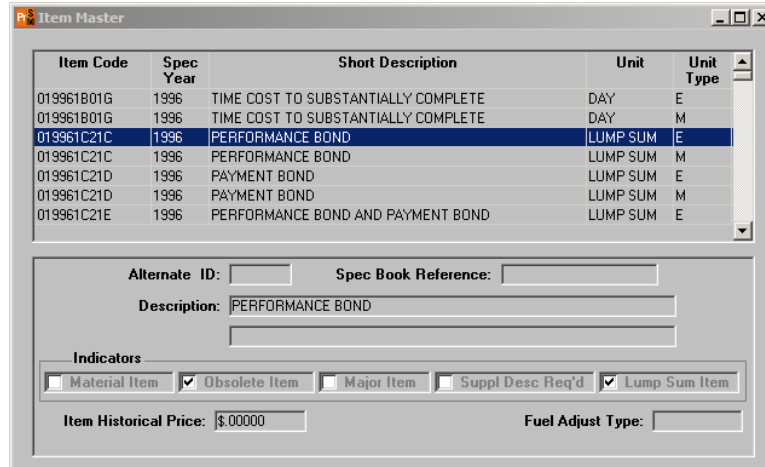 Item Master
Item Code Spec Year Short Description Unit Unit Type
019961B01G 1996 TIME COST TO SUBSTANTIALLY COMPLETE DAY E
019961B01G 1996 TIME COST TO SUBSTANTIALLY COMPLETE DAY M
019961C21C 1996 PERFORMANCE BOND LUMP SUM E
019961C21C 1996 PERFORMANCE BOND LUMP SUM M
019961C21D 1996 PAYMENT BOND LUMP SUM E
019961C21D 1996 PAYMENT BOND LUMP SUM M
019961C21E 1996 PERFORMANCE BOND AND PAYMENT BOND LUMP SUM E
Alternate ID: Spec Book Reference:
Description: PERFORMANCE BOND
Indicators
Material Item Obsolete Item Major Item Suppl Desc Req'd Lump Sum Item
Item Historical Price: $.00000 Fuel Adjust Type: